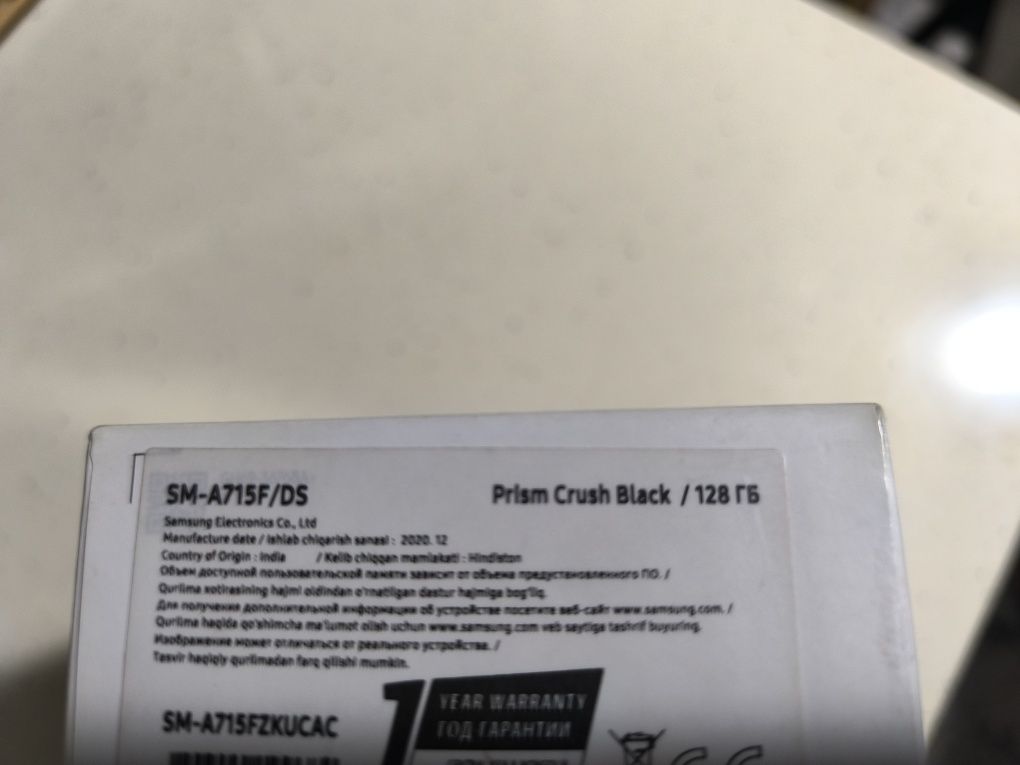 SM-A715F/DS
Prism Crush Black / 128 ГБ
Samsung Electronics Co., Ltd
Manufacture date / Ishlab chiqarish sanasi : 2020. 12
Country of Origin : India / Kelib chiqqan mamlakati : Hindiston
Объем доступной пользовательской памяти зависит от объема предустановленного ПО. /
Qurilma xotirasining hajmi oldindan o'rnatilgan dastur hajmiga bog'liq.
Для получения дополнительной информации об устройстве посетите веб-сайт www.samsung.com. /
Qurilma haqida qo'shimcha ma'lumot olish uchun www.samsung.com veb saytiga tashrif buyuring.
Изображение может отличаться от реального устройства. /
Tasvir haqiqiy qurilmadan farq qilishi mumkin.
1 YEAR WARRANTY
ГОД ГАРАНТИИ
SM-A715FZKUCAC
CE